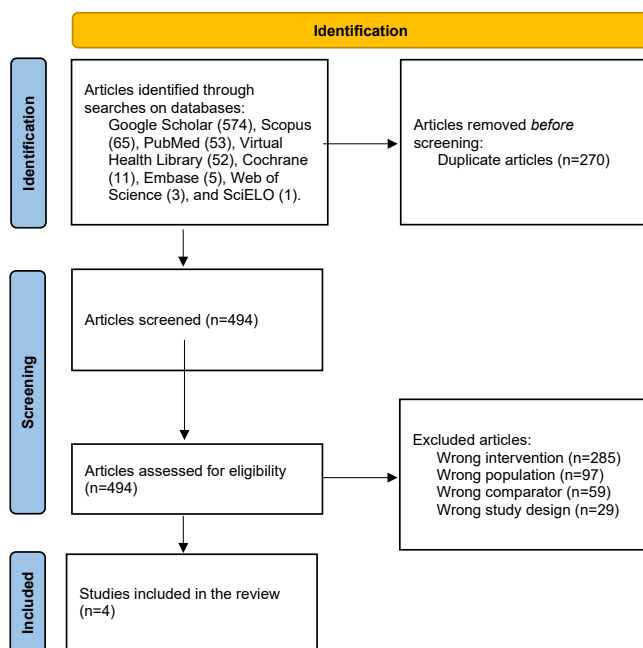 Identification
Identification
Articles identified through
searches on databases:
Google Scholar (574), Scopus
(65), PubMed (53), Virtual
Health Library (52), Cochrane
(11), Embase (5), Web of
Science (3), and SciELO (1).
Articles removed before
screening:
Duplicate articles (n=270)
Screening
Articles screened (n=494)
Articles assessed for eligibility
(n=494)
Excluded articles:
Wrong intervention (n=285)
Wrong population (n=97)
Wrong comparator (n=59)
Wrong study design (n=29)
Included
Studies included in the review
(n=4)